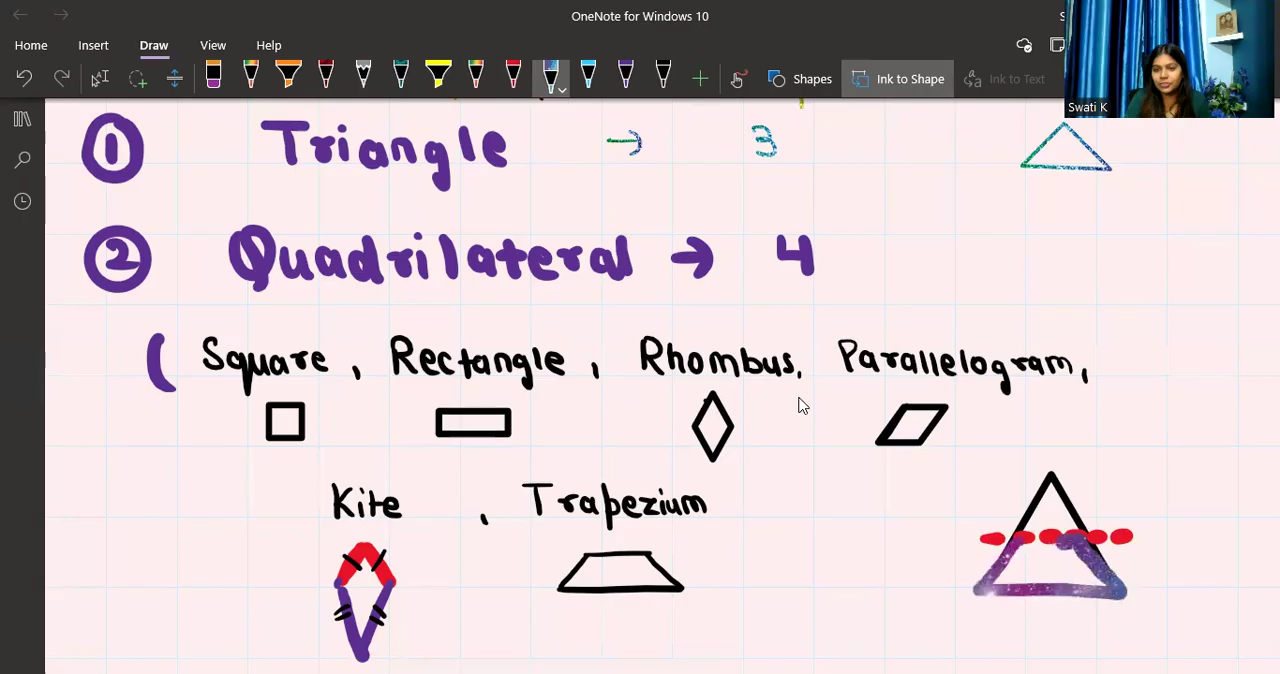 OneNote for Windows 10
S
Home Insert Draw View Help
Shapes Ink to Shape Ink to Text
Swati K
1 Triangle → 3
2 Quadrilateral → 4
( Square, Rectangle, Rhombus, Parallelogram,
Kite, Trapezium